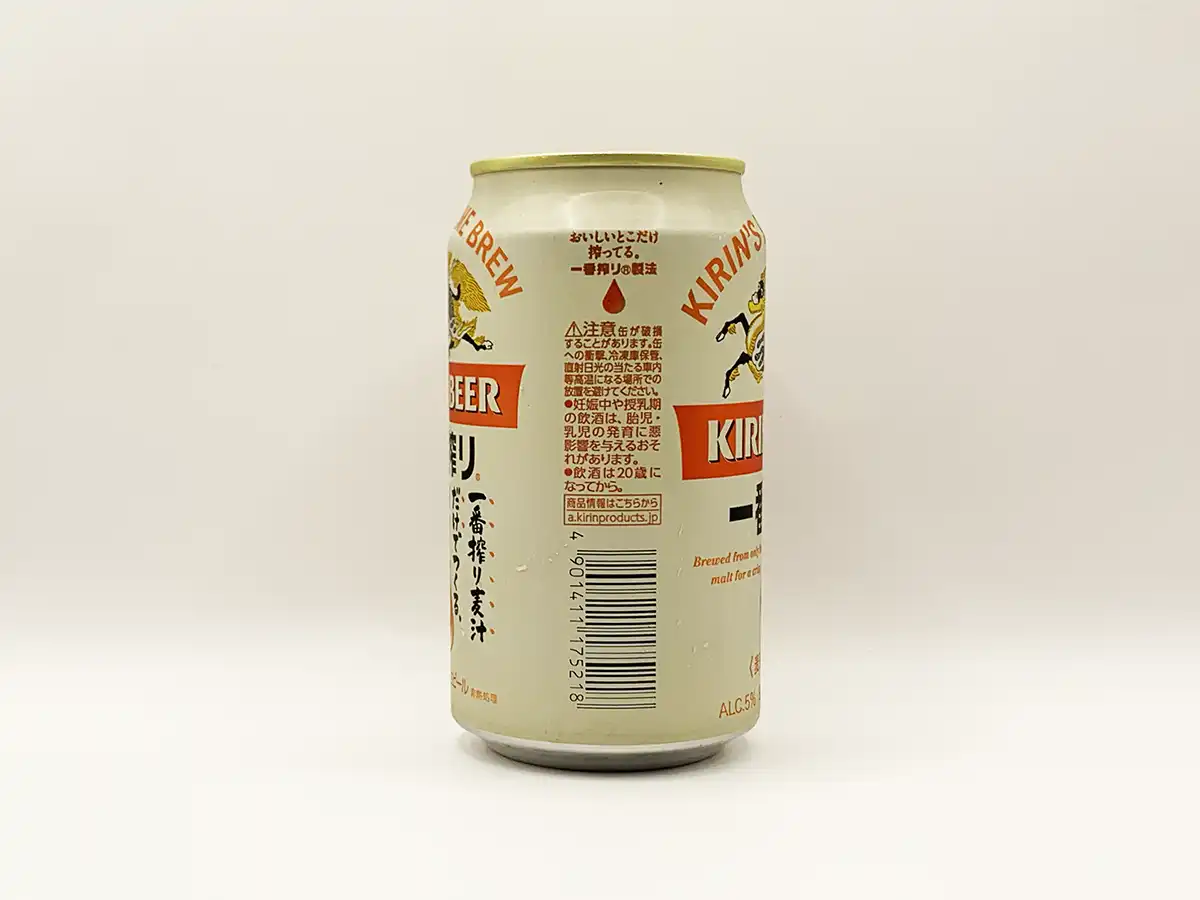 ME BREW
BEER
搾り®
一番搾り麦汁
だけでつくる、
ビール 非熱処理
おいしいとこだけ
搾ってる。
一番搾り®製法
⚠注意 缶が破損
することがあります。缶
への衝撃、冷凍庫保管、
直射日光の当たる車内
等高温になる場所での
放置を避けてください。
●妊娠中や授乳期
の飲酒は、胎児・
乳児の発育に悪
影響を与えるおそ
れがあります。
●飲酒は20歳に
なってから。
商品情報はこちらから
a.kirinproducts.jp
4 901411 175218
KIRIN'S
KIRI
一番
Brewed from only
malt for a
ALC.5%